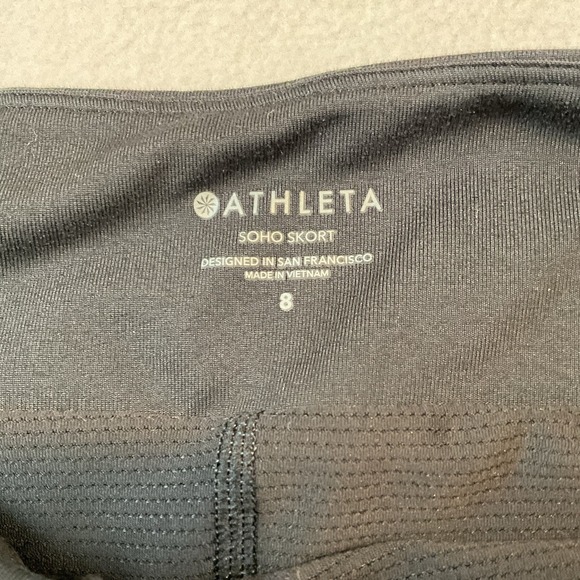 ATHLETA
SOHO SKORT
DESIGNED IN SAN FRANCISCO
MADE IN VIETNAM
8